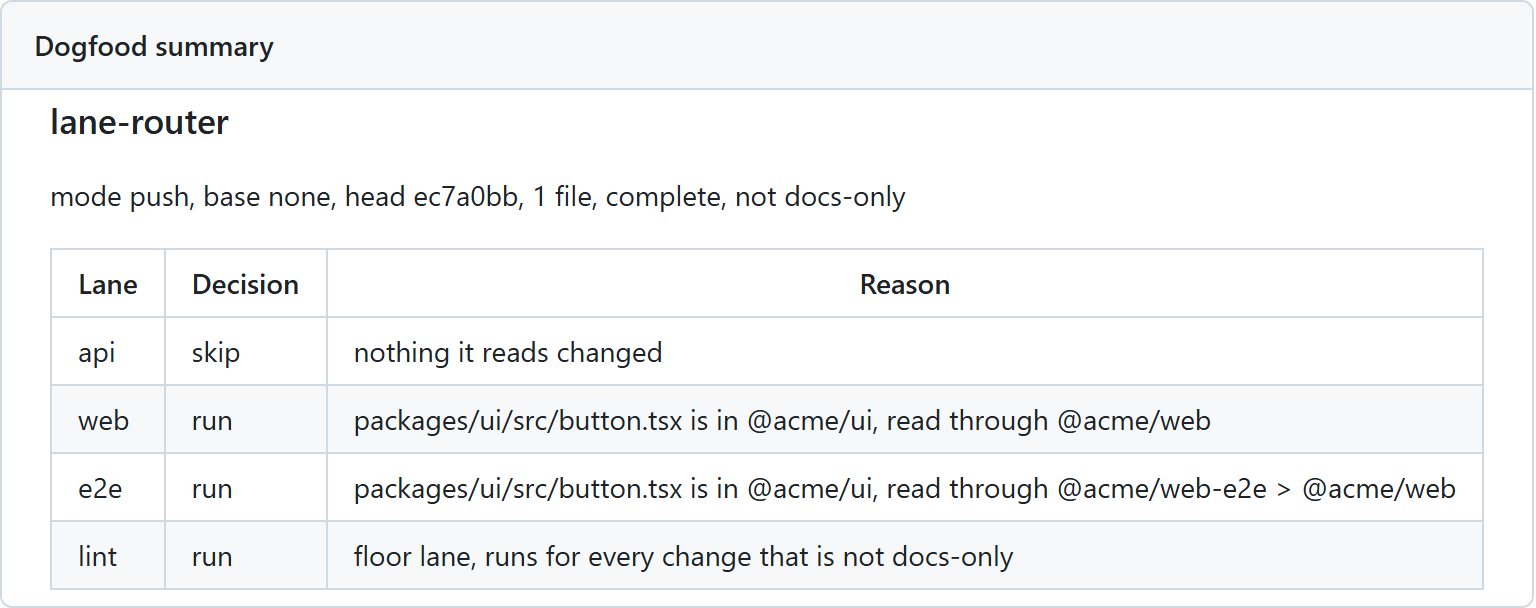 Dogfood summary
lane-router
mode push, base none, head ec7a0bb, 1 file, complete, not docs-only
Lane Decision Reason
api skip nothing it reads changed
web run packages/ui/src/button.tsx is in @acme/ui, read through @acme/web
e2e run packages/ui/src/button.tsx is in @acme/ui, read through @acme/web-e2e > @acme/web
lint run floor lane, runs for every change that is not docs-only